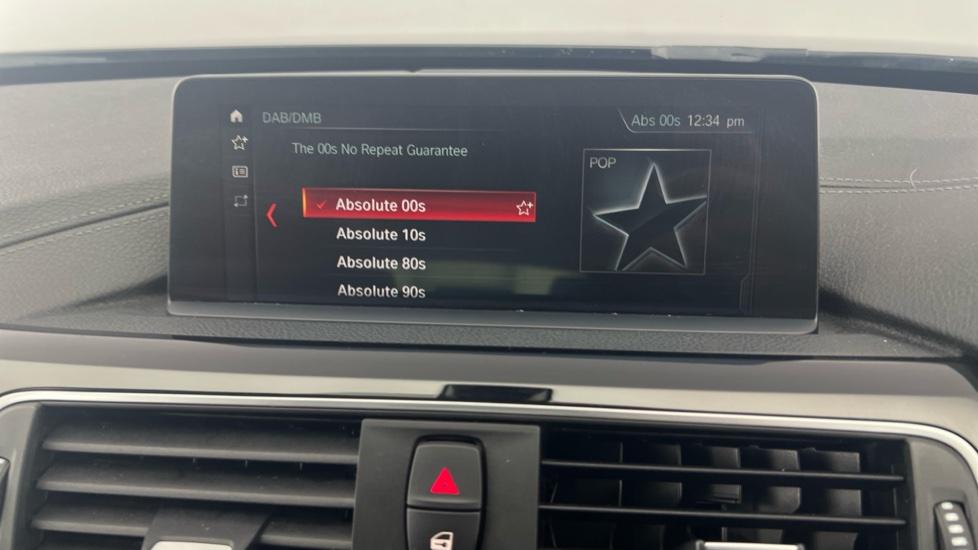 DAB/DMB
Abs 00s 12:34 pm
The 00s No Repeat Guarantee
POP
Absolute 00s
Absolute 10s
Absolute 80s
Absolute 90s